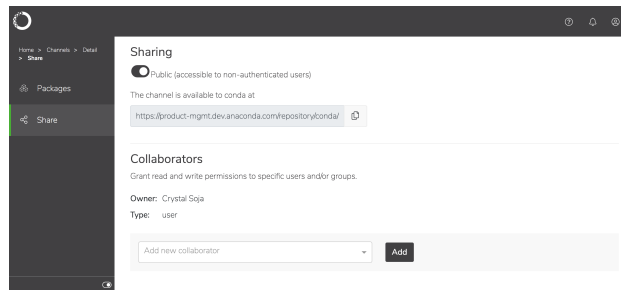 Home > Channels > Detail
> Share
Packages
Share
Sharing
Public (accessible to non-authenticated users)
The channel is available to conda at
https://product-mgmt.dev.anaconda.com/repository/conda/
Collaborators
Grant read and write permissions to specific users and/or groups.
Owner: Crystal Soja
Type: user
Add new collaborator
Add